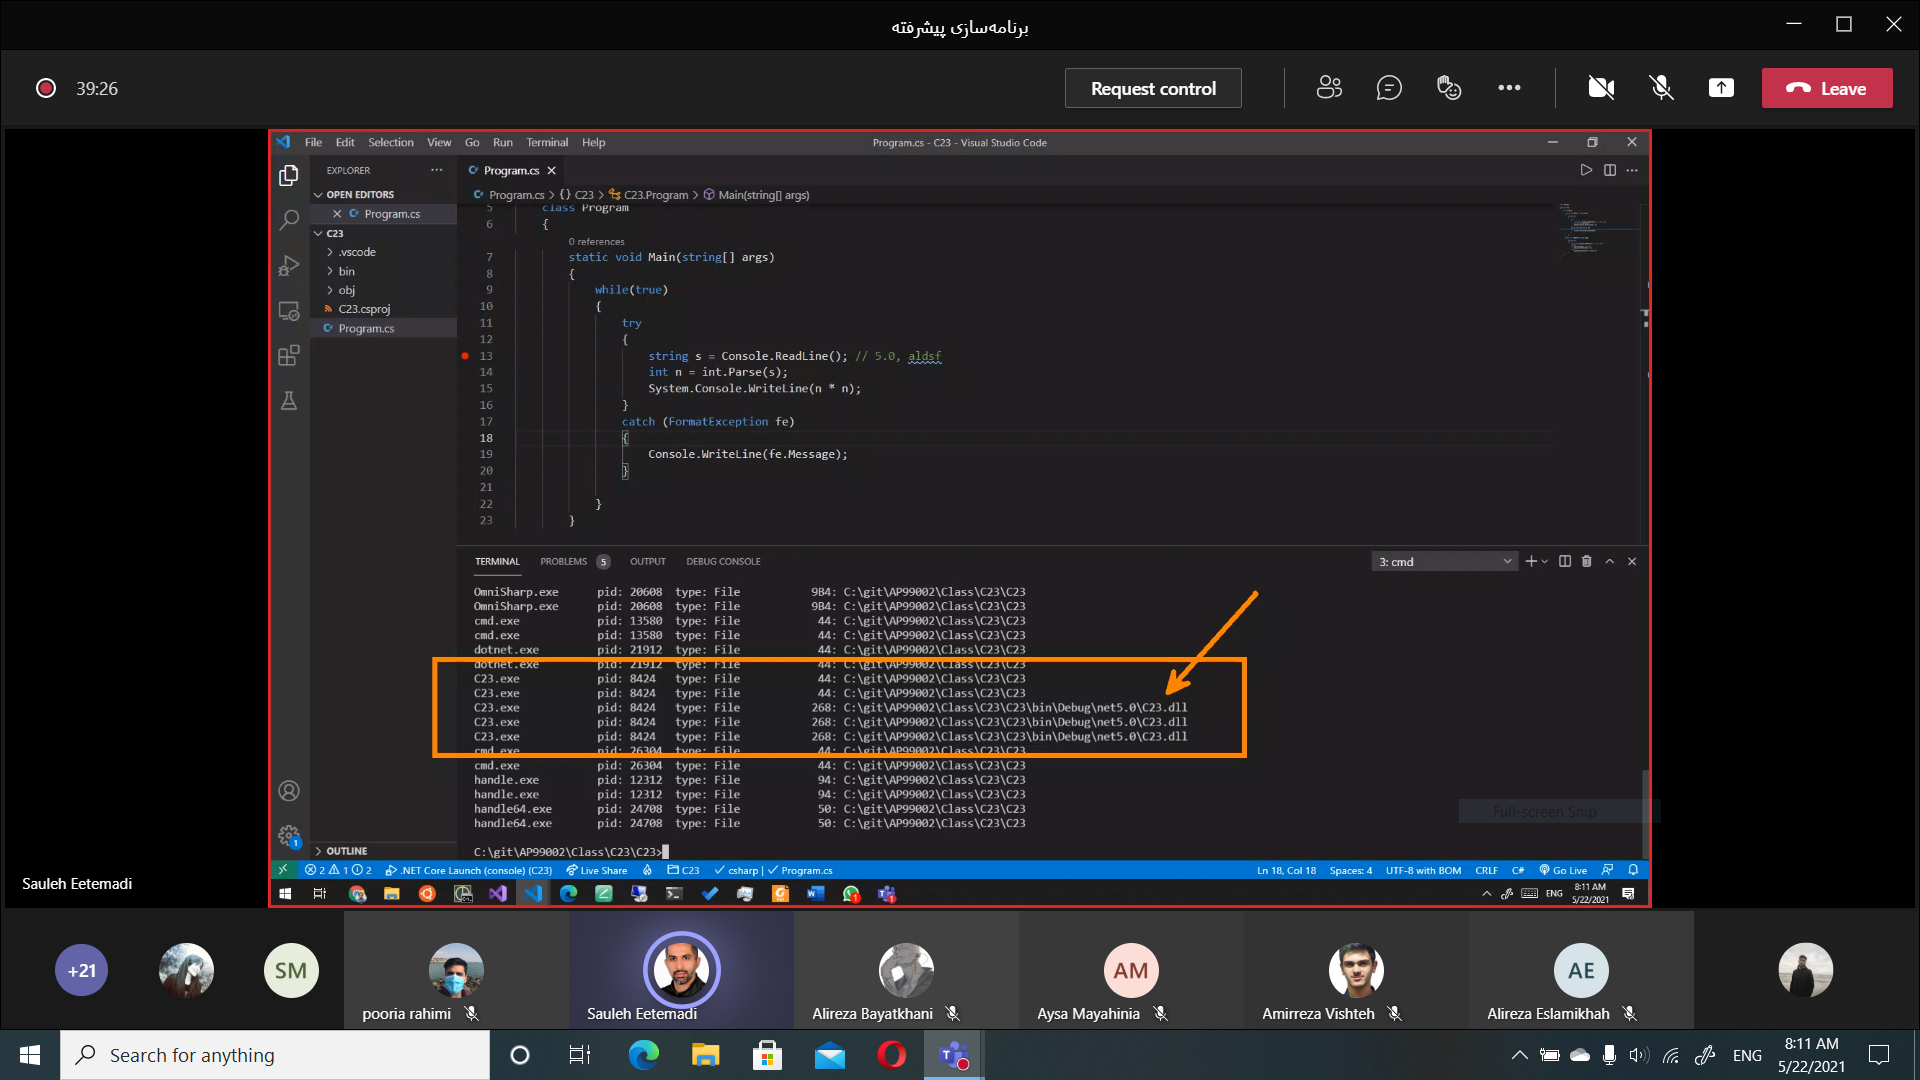 برنامه‌سازی پیشرفته
39:26
Request control
Leave
File Edit Selection View Go Run Terminal Help
Program.cs - C23 - Visual Studio Code
EXPLORER
OPEN EDITORS
Program.cs
C23
.vscode
bin
obj
C23.csproj
Program.cs
OUTLINE
Program.cs
Program.cs > {} C23 > C23.Program > Main(string[] args)
5 class Program
6 {
0 references
7 static void Main(string[] args)
8 {
9 while(true)
10 {
11 try
12 {
13 string s = Console.ReadLine(); // 5.0, aldsf
14 int n = int.Parse(s);
15 System.Console.WriteLine(n * n);
16 }
17 catch (FormatException fe)
18 {
19 Console.WriteLine(fe.Message);
20 }
21
22 }
23 }
TERMINAL PROBLEMS 5 OUTPUT DEBUG CONSOLE
3: cmd
OmniSharp.exe pid: 20608 type: File 9B4: C:\git\AP99002\Class\C23\C23
OmniSharp.exe pid: 20608 type: File 9B4: C:\git\AP99002\Class\C23\C23
cmd.exe pid: 13580 type: File 44: C:\git\AP99002\Class\C23\C23
cmd.exe pid: 13580 type: File 44: C:\git\AP99002\Class\C23\C23
dotnet.exe pid: 21912 type: File 44: C:\git\AP99002\Class\C23\C23
dotnet.exe pid: 21912 type: File 44: C:\git\AP99002\Class\C23\C23
C23.exe pid: 8424 type: File 44: C:\git\AP99002\Class\C23\C23
C23.exe pid: 8424 type: File 44: C:\git\AP99002\Class\C23\C23
C23.exe pid: 8424 type: File 268: C:\git\AP99002\Class\C23\C23\bin\Debug\net5.0\C23.dll
C23.exe pid: 8424 type: File 268: C:\git\AP99002\Class\C23\C23\bin\Debug\net5.0\C23.dll
C23.exe pid: 8424 type: File 268: C:\git\AP99002\Class\C23\C23\bin\Debug\net5.0\C23.dll
cmd.exe pid: 26304 type: File 44: C:\git\AP99002\Class\C23\C23
cmd.exe pid: 26304 type: File 44: C:\git\AP99002\Class\C23\C23
handle.exe pid: 12312 type: File 94: C:\git\AP99002\Class\C23\C23
handle.exe pid: 12312 type: File 94: C:\git\AP99002\Class\C23\C23
handle64.exe pid: 24708 type: File 50: C:\git\AP99002\Class\C23\C23
handle64.exe pid: 24708 type: File 50: C:\git\AP99002\Class\C23\C23
C:\git\AP99002\Class\C23\C23>
Full-screen Snip
1
2 1 2 .NET Core Launch (console) (C23) Live Share C23 csharp | Program.cs
Ln 18, Col 18 Spaces: 4 UTF-8 with BOM CRLF C# Go Live
ENG 8:11 AM
5/22/2021
Sauleh Eetemadi
+21
SM
AM
AE
pooria rahimi
Sauleh Eetemadi
Alireza Bayatkhani
Aysa Mayahinia
Amirreza Vishteh
Alireza Eslamikhah
Search for anything
ENG
8:11 AM
5/22/2021